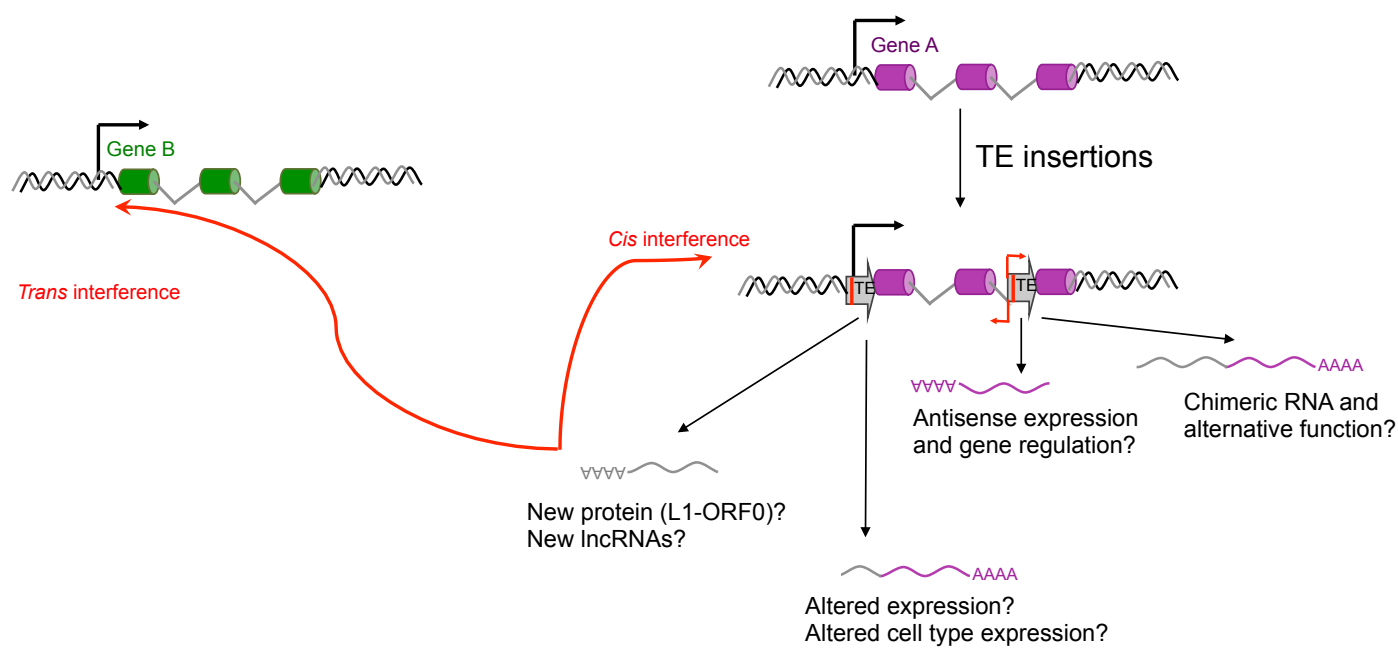 Gene A
Gene B
TE insertions
Cis interference
Trans interference
TE
TE
AAAA
AAAA
Antisense expression
and gene regulation?
Chimeric RNA and
alternative function?
AAAA
New protein (L1-ORF0)?
New lncRNAs?
AAAA
Altered expression?
Altered cell type expression?